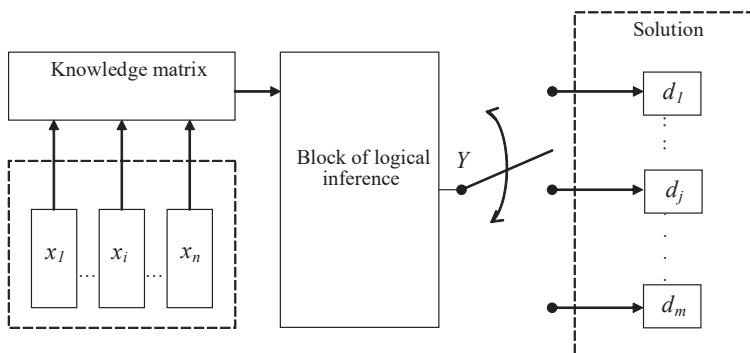 Solution
Knowledge matrix
d1
Block of logical
inference
Y
dj
x1 ... xi ... xn
dm